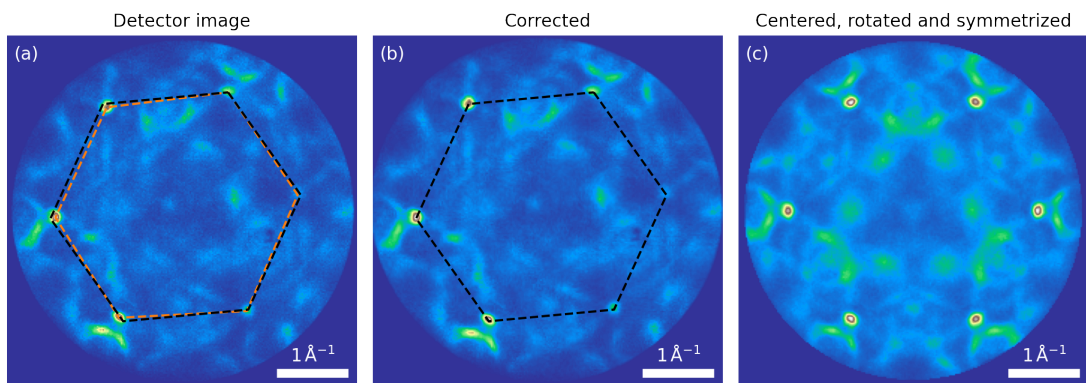 Detector image
Corrected
Centered, rotated and symmetrized
(a)
(b)
(c)
1 Å⁻¹
1 Å⁻¹
1 Å⁻¹